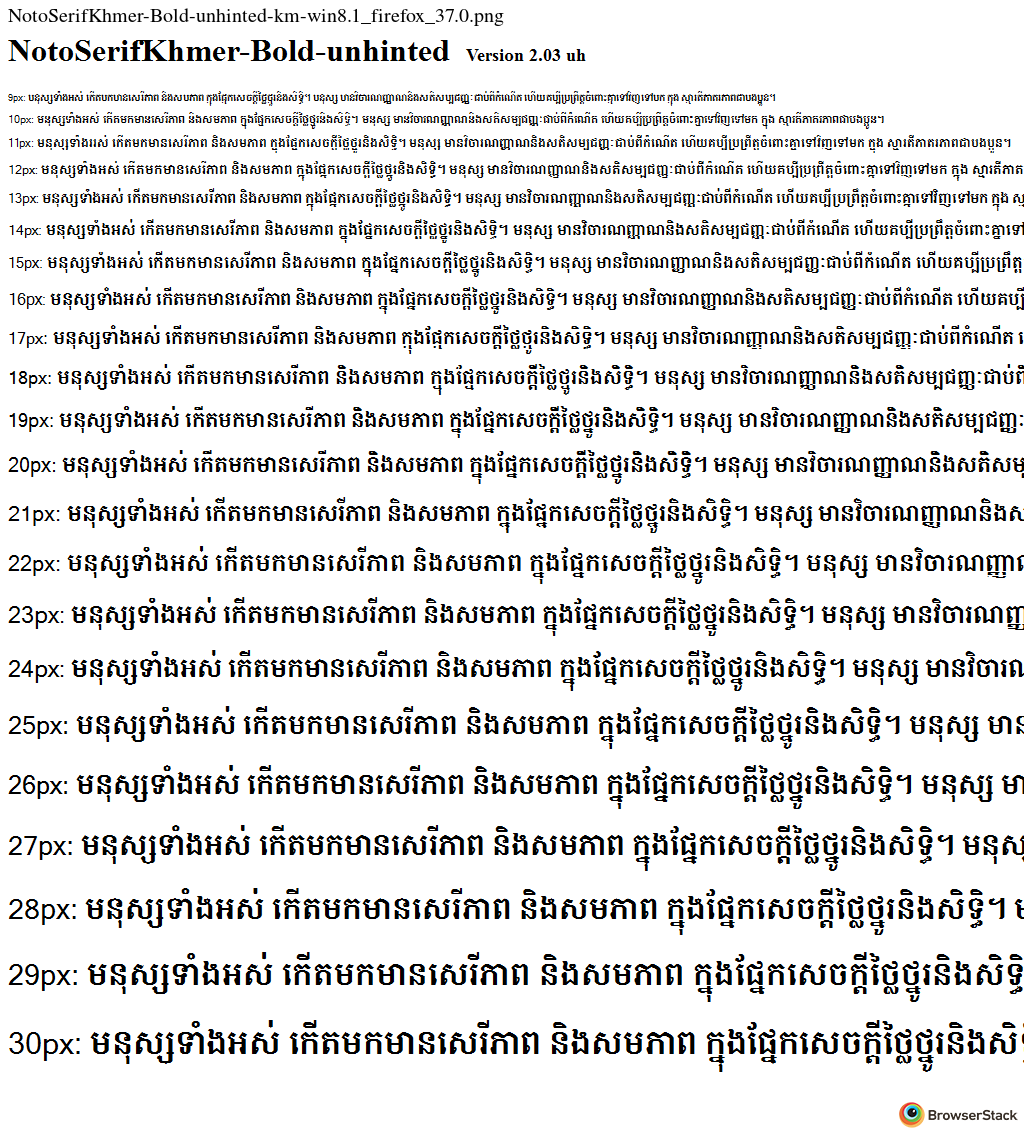 NotoSerifKhmer-Bold-unhinted-km-win8.1_firefox_37.0.png
NotoSerifKhmer-Bold-unhinted Version 2.03 uh
9px: មនុស្សទាំងអស់ កើតមកមានសេរីភាព និងសមភាព ក្នុងផ្នែកសេចក្ដីថ្លៃថ្នូរនិងសិទ្ធិ។ មនុស្ស មានវិចារណញ្ញាណនិងសតិសម្បជញ្ញៈជាប់ពីកំណើត ហើយគប្បីប្រព្រឹត្តចំពោះគ្នាទៅវិញទៅមក ក្នុង ស្មារតីភាតរភាពជាបងប្អូន។
10px: មនុស្សទាំងអស់ កើតមកមានសេរីភាព និងសមភាព ក្នុងផ្នែកសេចក្ដីថ្លៃថ្នូរនិងសិទ្ធិ។ មនុស្ស មានវិចារណញ្ញាណនិងសតិសម្បជញ្ញៈជាប់ពីកំណើត ហើយគប្បីប្រព្រឹត្តចំពោះគ្នាទៅវិញទៅមក ក្នុង ស្មារតីភាតរភាពជាបងប្អូន។
11px: មនុស្សទាំងអស់ កើតមកមានសេរីភាព និងសមភាព ក្នុងផ្នែកសេចក្ដីថ្លៃថ្នូរនិងសិទ្ធិ។ មនុស្ស មានវិចារណញ្ញាណនិងសតិសម្បជញ្ញៈជាប់ពីកំណើត ហើយគប្បីប្រព្រឹត្តចំពោះគ្នាទៅវិញទៅមក ក្នុង ស្មារតីភាតរភាពជាបងប្អូន។
12px: មនុស្សទាំងអស់ កើតមកមានសេរីភាព និងសមភាព ក្នុងផ្នែកសេចក្ដីថ្លៃថ្នូរនិងសិទ្ធិ។ មនុស្ស មានវិចារណញ្ញាណនិងសតិសម្បជញ្ញៈជាប់ពីកំណើត ហើយគប្បីប្រព្រឹត្តចំពោះគ្នាទៅវិញទៅមក ក្នុង ស្មារតីភាត
13px: មនុស្សទាំងអស់ កើតមកមានសេរីភាព និងសមភាព ក្នុងផ្នែកសេចក្ដីថ្លៃថ្នូរនិងសិទ្ធិ។ មនុស្ស មានវិចារណញ្ញាណនិងសតិសម្បជញ្ញៈជាប់ពីកំណើត ហើយគប្បីប្រព្រឹត្តចំពោះគ្នាទៅវិញទៅមក ក្នុង ស្មា
14px: មនុស្សទាំងអស់ កើតមកមានសេរីភាព និងសមភាព ក្នុងផ្នែកសេចក្ដីថ្លៃថ្នូរនិងសិទ្ធិ។ មនុស្ស មានវិចារណញ្ញាណនិងសតិសម្បជញ្ញៈជាប់ពីកំណើត ហើយគប្បីប្រព្រឹត្តចំពោះគ្នាទៅ
15px: មនុស្សទាំងអស់ កើតមកមានសេរីភាព និងសមភាព ក្នុងផ្នែកសេចក្ដីថ្លៃថ្នូរនិងសិទ្ធិ។ មនុស្ស មានវិចារណញ្ញាណនិងសតិសម្បជញ្ញៈជាប់ពីកំណើត ហើយគប្បីប្រព្រឹត្ត
16px: មនុស្សទាំងអស់ កើតមកមានសេរីភាព និងសមភាព ក្នុងផ្នែកសេចក្ដីថ្លៃថ្នូរនិងសិទ្ធិ។ មនុស្ស មានវិចារណញ្ញាណនិងសតិសម្បជញ្ញៈជាប់ពីកំណើត ហើយគប្បី
17px: មនុស្សទាំងអស់ កើតមកមានសេរីភាព និងសមភាព ក្នុងផ្នែកសេចក្ដីថ្លៃថ្នូរនិងសិទ្ធិ។ មនុស្ស មានវិចារណញ្ញាណនិងសតិសម្បជញ្ញៈជាប់ពីកំណើត
18px: មនុស្សទាំងអស់ កើតមកមានសេរីភាព និងសមភាព ក្នុងផ្នែកសេចក្ដីថ្លៃថ្នូរនិងសិទ្ធិ។ មនុស្ស មានវិចារណញ្ញាណនិងសតិសម្បជញ្ញៈជាប់ពី
19px: មនុស្សទាំងអស់ កើតមកមានសេរីភាព និងសមភាព ក្នុងផ្នែកសេចក្ដីថ្លៃថ្នូរនិងសិទ្ធិ។ មនុស្ស មានវិចារណញ្ញាណនិងសតិសម្បជញ្ញៈ
20px: មនុស្សទាំងអស់ កើតមកមានសេរីភាព និងសមភាព ក្នុងផ្នែកសេចក្ដីថ្លៃថ្នូរនិងសិទ្ធិ។ មនុស្ស មានវិចារណញ្ញាណនិងសតិសម
21px: មនុស្សទាំងអស់ កើតមកមានសេរីភាព និងសមភាព ក្នុងផ្នែកសេចក្ដីថ្លៃថ្នូរនិងសិទ្ធិ។ មនុស្ស មានវិចារណញ្ញាណនិងស
22px: មនុស្សទាំងអស់ កើតមកមានសេរីភាព និងសមភាព ក្នុងផ្នែកសេចក្ដីថ្លៃថ្នូរនិងសិទ្ធិ។ មនុស្ស មានវិចារណញ្ញាណ
23px: មនុស្សទាំងអស់ កើតមកមានសេរីភាព និងសមភាព ក្នុងផ្នែកសេចក្ដីថ្លៃថ្នូរនិងសិទ្ធិ។ មនុស្ស មានវិចារណញ្ញ
24px: មនុស្សទាំងអស់ កើតមកមានសេរីភាព និងសមភាព ក្នុងផ្នែកសេចក្ដីថ្លៃថ្នូរនិងសិទ្ធិ។ មនុស្ស មានវិចារណ
25px: មនុស្សទាំងអស់ កើតមកមានសេរីភាព និងសមភាព ក្នុងផ្នែកសេចក្ដីថ្លៃថ្នូរនិងសិទ្ធិ។ មនុស្ស មាន
26px: មនុស្សទាំងអស់ កើតមកមានសេរីភាព និងសមភាព ក្នុងផ្នែកសេចក្ដីថ្លៃថ្នូរនិងសិទ្ធិ។ មនុស្ស មា
27px: មនុស្សទាំងអស់ កើតមកមានសេរីភាព និងសមភាព ក្នុងផ្នែកសេចក្ដីថ្លៃថ្នូរនិងសិទ្ធិ។ មនុស្ស
28px: មនុស្សទាំងអស់ កើតមកមានសេរីភាព និងសមភាព ក្នុងផ្នែកសេចក្ដីថ្លៃថ្នូរនិងសិទ្ធិ។ ម
29px: មនុស្សទាំងអស់ កើតមកមានសេរីភាព និងសមភាព ក្នុងផ្នែកសេចក្ដីថ្លៃថ្នូរនិងសិទ្ធិ
30px: មនុស្សទាំងអស់ កើតមកមានសេរីភាព និងសមភាព ក្នុងផ្នែកសេចក្ដីថ្លៃថ្នូរនិងសិទ្ធិ
BrowserStack